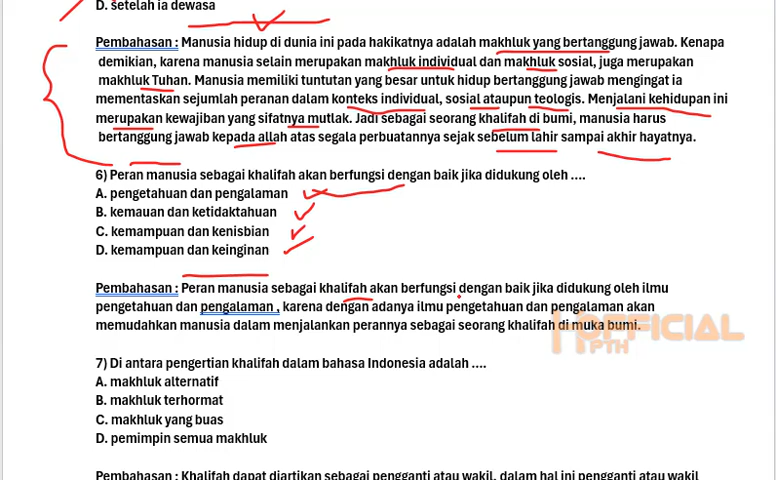 D. setelah ia dewasa
Pembahasan : Manusia hidup di dunia ini pada hakikatnya adalah makhluk yang bertanggung jawab. Kenapa
demikian, karena manusia selain merupakan makhluk individual dan makhluk sosial, juga merupakan
makhluk Tuhan. Manusia memiliki tuntutan yang besar untuk hidup bertanggung jawab mengingat ia
mementaskan sejumlah peranan dalam konteks individual, sosial ataupun teologis. Menjalani kehidupan ini
merupakan kewajiban yang sifatnya mutlak. Jadi sebagai seorang khalifah di bumi, manusia harus
bertanggung jawab kepada allah atas segala perbuatannya sejak sebelum lahir sampai akhir hayatnya.
6) Peran manusia sebagai khalifah akan berfungsi dengan baik jika didukung oleh ....
A. pengetahuan dan pengalaman
B. kemauan dan ketidaktahuan
C. kemampuan dan kenisbian
D. kemampuan dan keinginan
Pembahasan : Peran manusia sebagai khalifah akan berfungsi dengan baik jika didukung oleh ilmu
pengetahuan dan pengalaman , karena dengan adanya ilmu pengetahuan dan pengalaman akan
memudahkan manusia dalam menjalankan perannya sebagai seorang khalifah di muka bumi.
OFFICIAL
PTH
7) Di antara pengertian khalifah dalam bahasa Indonesia adalah ....
A. makhluk alternatif
B. makhluk terhormat
C. makhluk yang buas
D. pemimpin semua makhluk
Pembahasan : Khalifah dapat diartikan sebagai pengganti atau wakil, dalam hal ini pengganti atau wakil